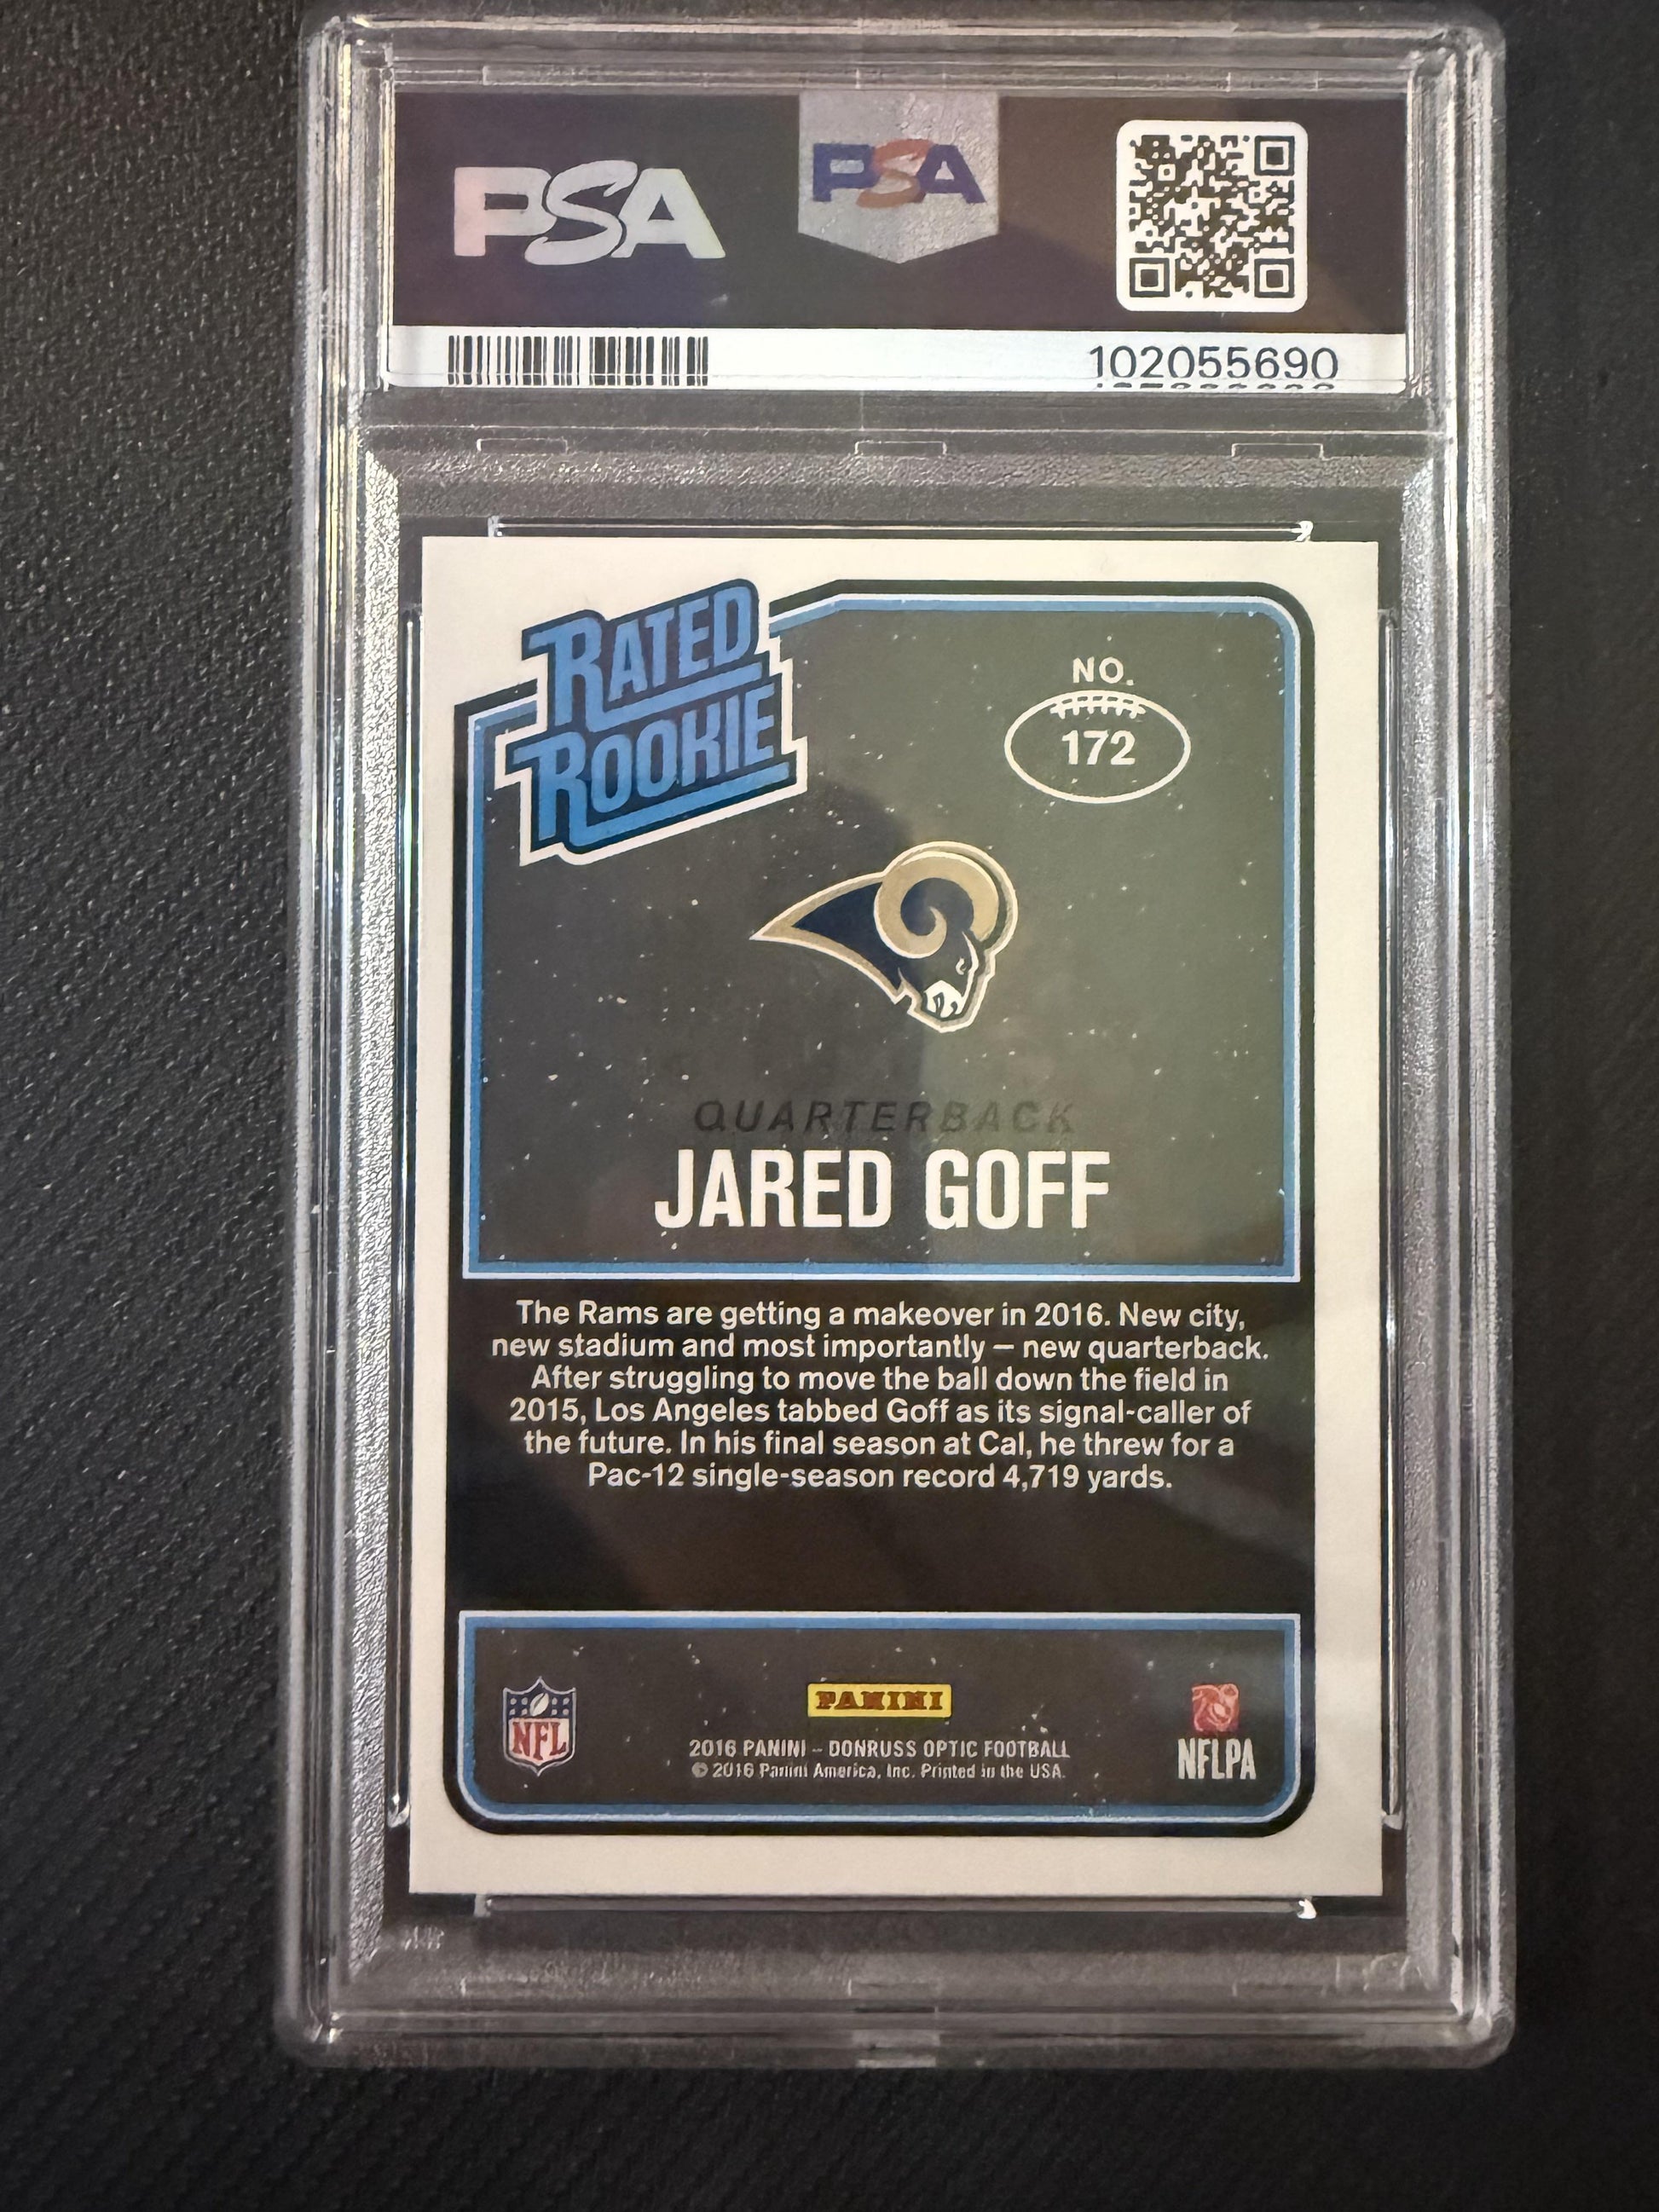 PSA
PSA
102055690
RATED
ROOKIE
NO.
172
QUARTERBACK
JARED GOFF
The Rams are getting a makeover in 2016. New city,
new stadium and most importantly – new quarterback.
After struggling to move the ball down the field in
2015, Los Angeles tabbed Goff as its signal-caller of
the future. In his final season at Cal, he threw for a
Pac-12 single-season record 4,719 yards.
NFL
PANINI
2016 PANINI – DONRUSS OPTIC FOOTBALL
© 2016 Panini America, Inc. Printed in the USA.
NFLPA